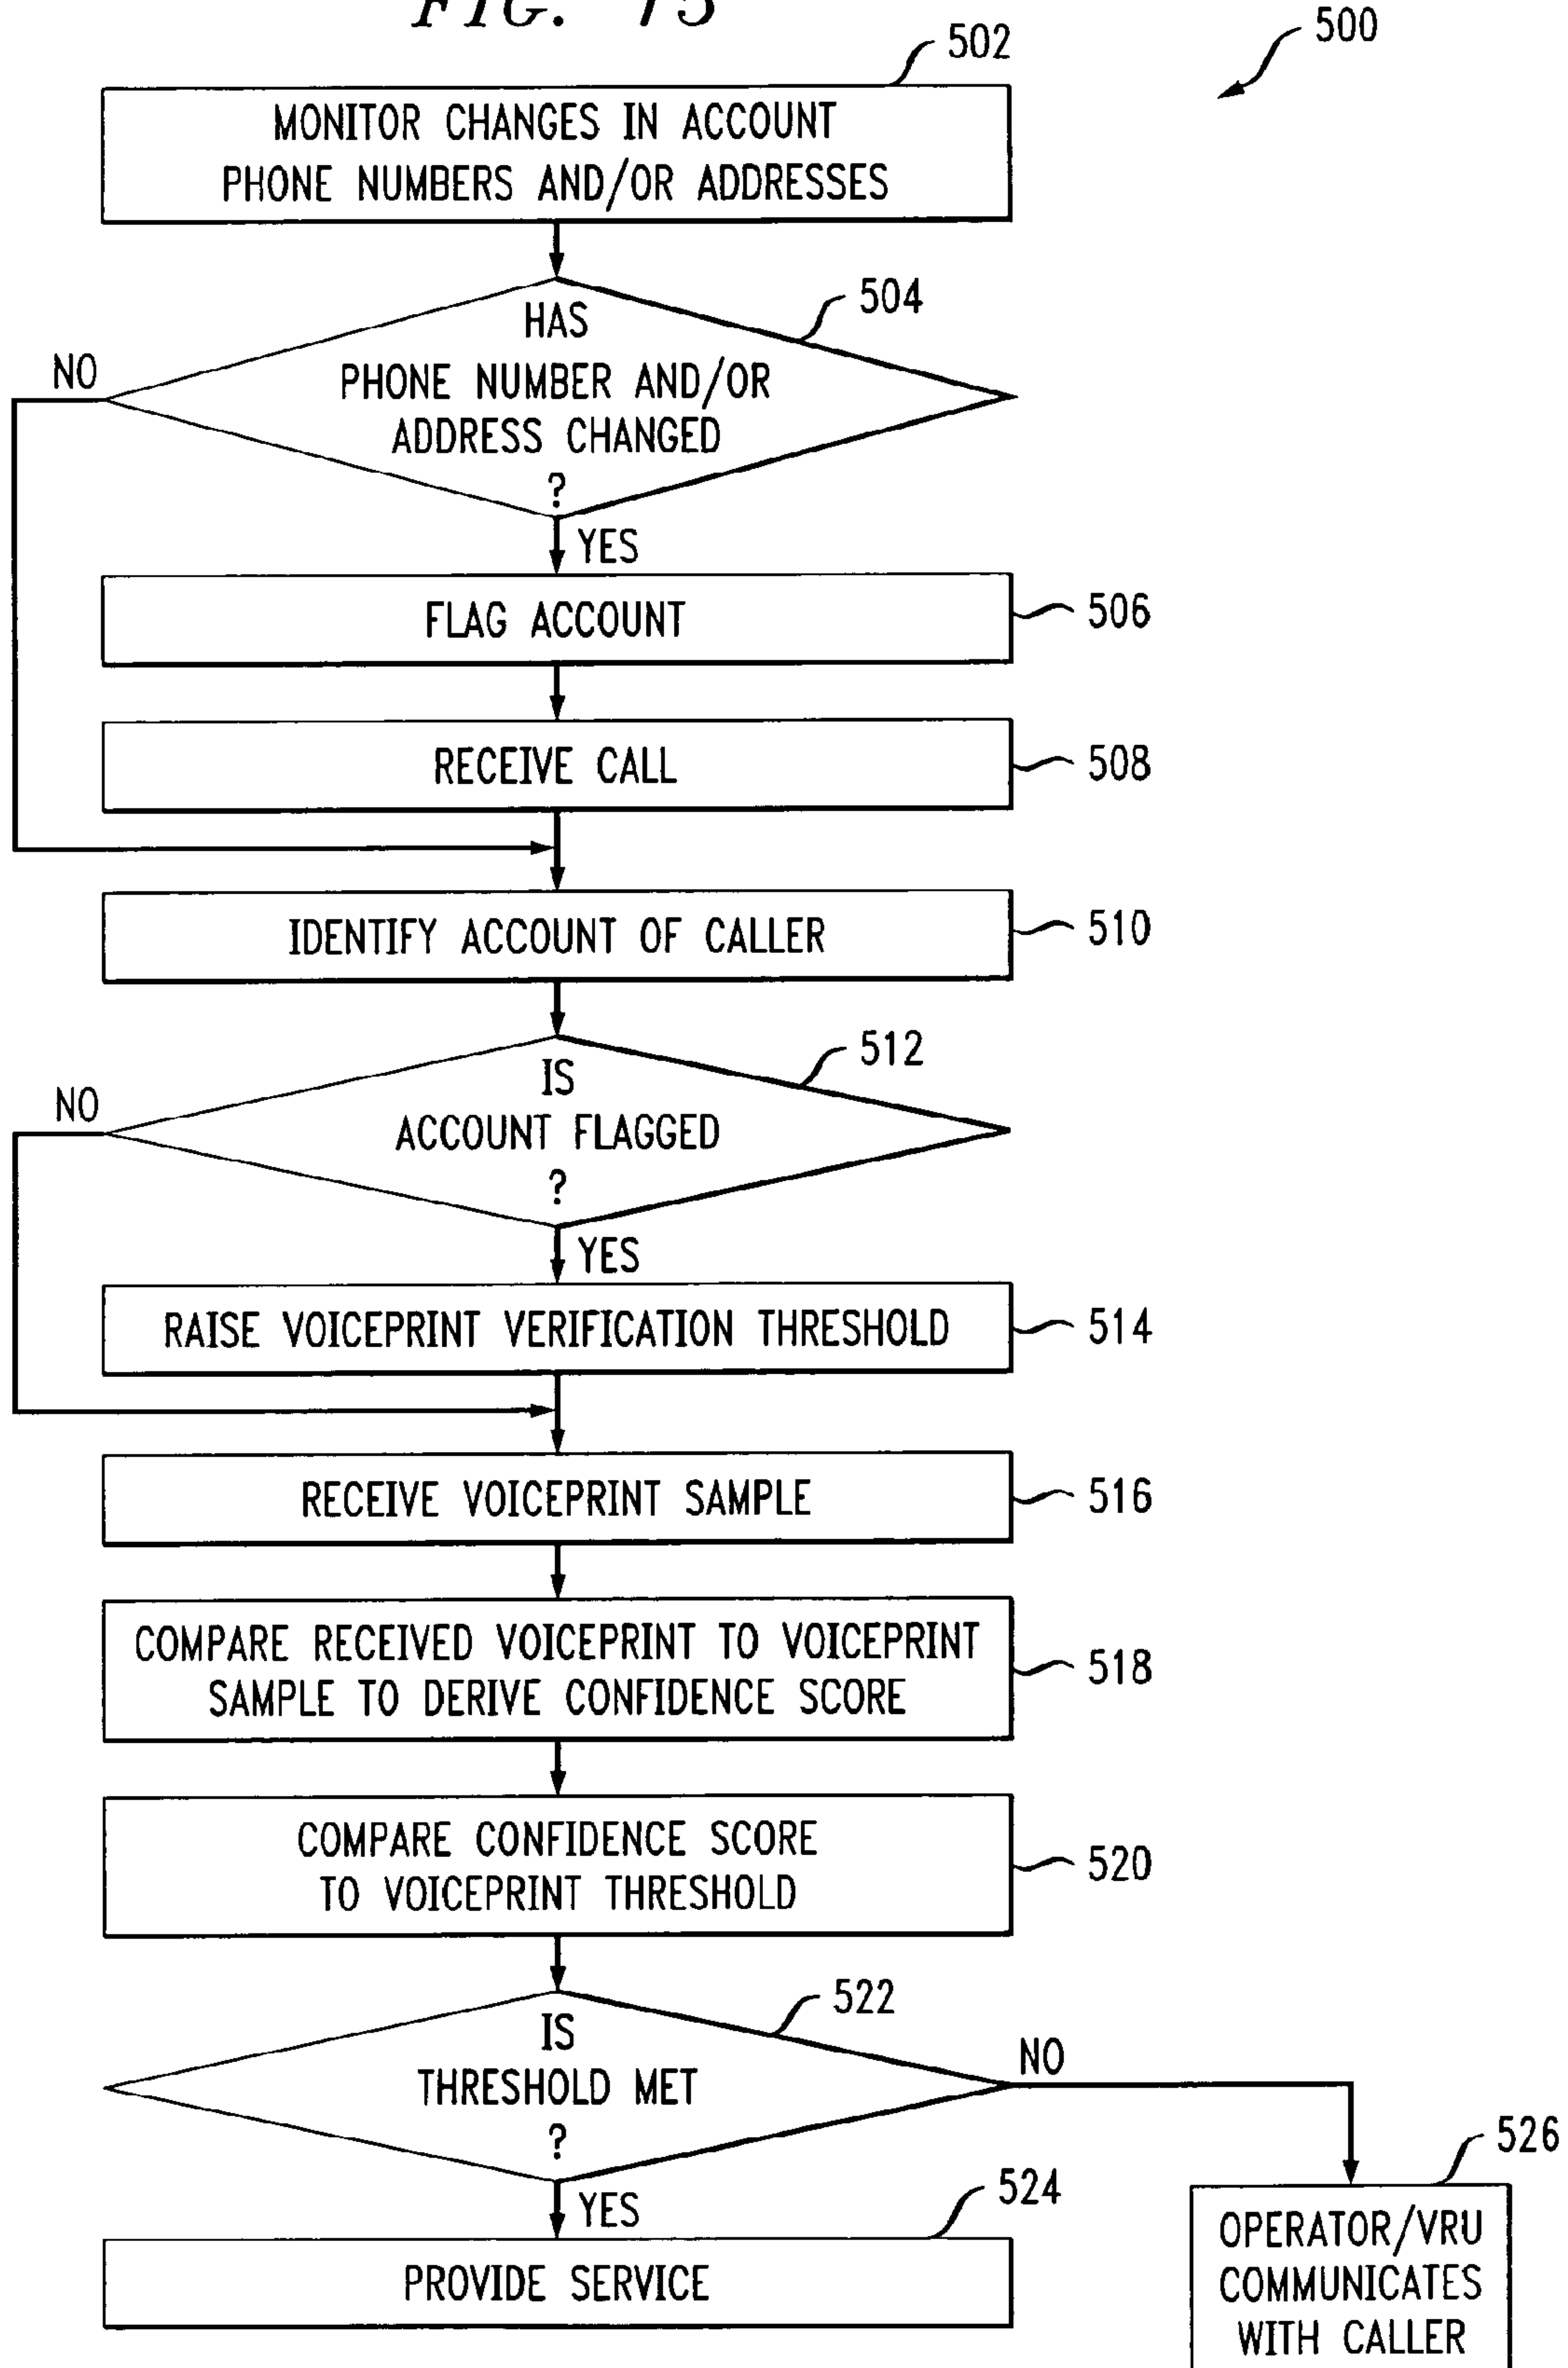 500
502
MONITOR CHANGES IN ACCOUNT
PHONE NUMBERS AND/OR ADDRESSES
504
HAS
PHONE NUMBER AND/OR
ADDRESS CHANGED
?
NO
YES
FLAG ACCOUNT
506
RECEIVE CALL
508
IDENTIFY ACCOUNT OF CALLER
510
512
IS
ACCOUNT FLAGGED
?
NO
YES
RAISE VOICEPRINT VERIFICATION THRESHOLD
514
RECEIVE VOICEPRINT SAMPLE
516
COMPARE RECEIVED VOICEPRINT TO VOICEPRINT
SAMPLE TO DERIVE CONFIDENCE SCORE
518
COMPARE CONFIDENCE SCORE
TO VOICEPRINT THRESHOLD
520
522
IS
THRESHOLD MET
?
NO
YES
524
PROVIDE SERVICE
526
OPERATOR/VRU
COMMUNICATES
WITH CALLER